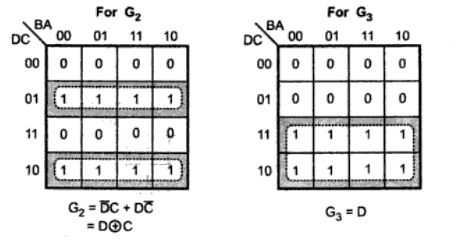 For G₂ For G₃
BA BA
DC 00 01 11 10 DC 00 01 11 10
00 0 0 0 0 00 0 0 0 0
01 1 1 1 1 01 0 0 0 0
11 0 0 0 0 11 1 1 1 1
10 1 1 1 1 10 1 1 1 1
G₂ = D̅C + DC̅ G₃ = D
= D⊕C